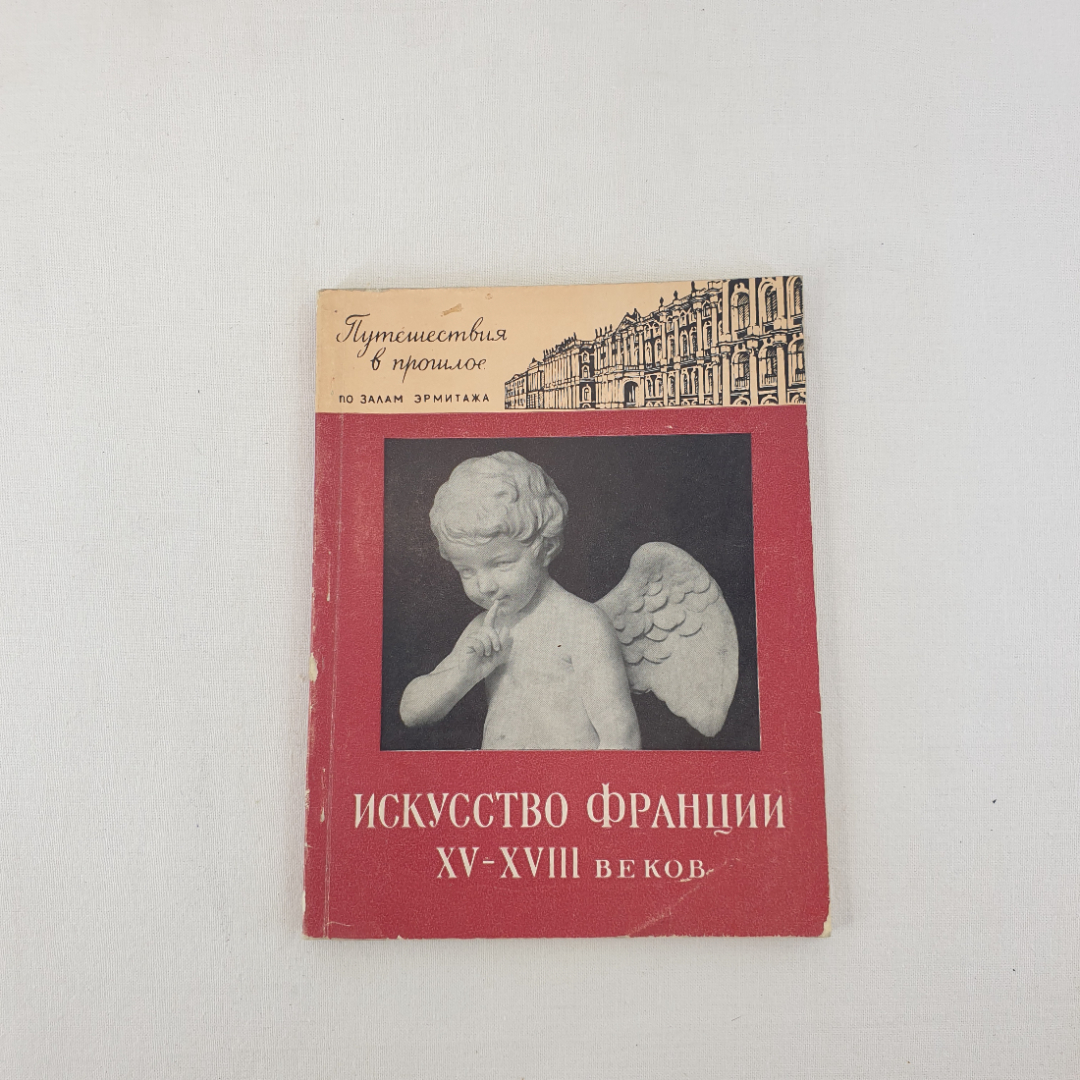 Путешествия
в прошлое
ПО ЗАЛАМ ЭРМИТАЖА
ИСКУССТВО ФРАНЦИИ
XV-XVIII ВЕКОВ